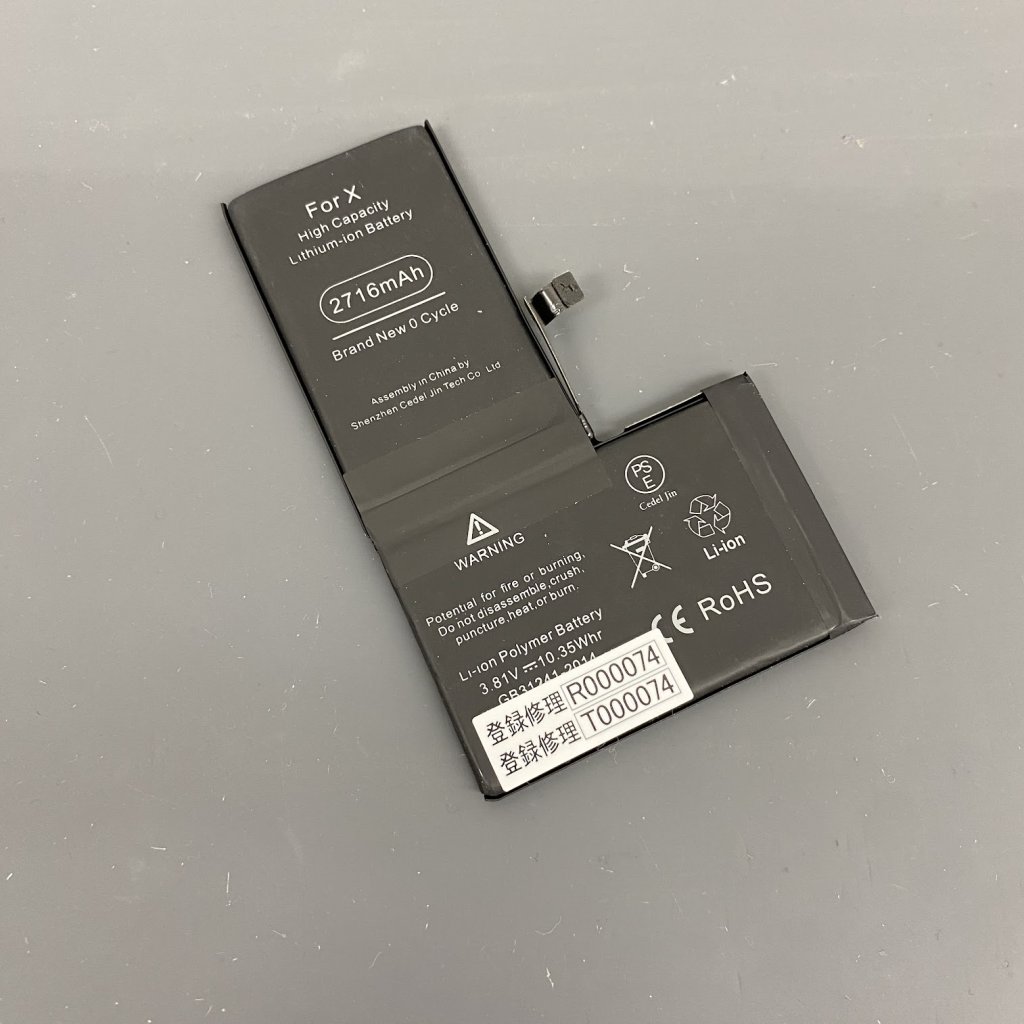 For X
High Capacity
Lithium-ion Battery
2716mAh
Brand New 0 Cycle
Assembly in China by
Shenzhen Cedel Jin Tech Co Ltd
WARNING
Potential for fire or burning,
Do not disassemble,crush,
puncture,heat,or burn.
Li-ion Polymer Battery
3.81V ⎓10.35Whr
GB31241-2014
PSE
Cedel Jin
Li-ion
CE RoHS
登録修理 R000074
登録修理 T000074